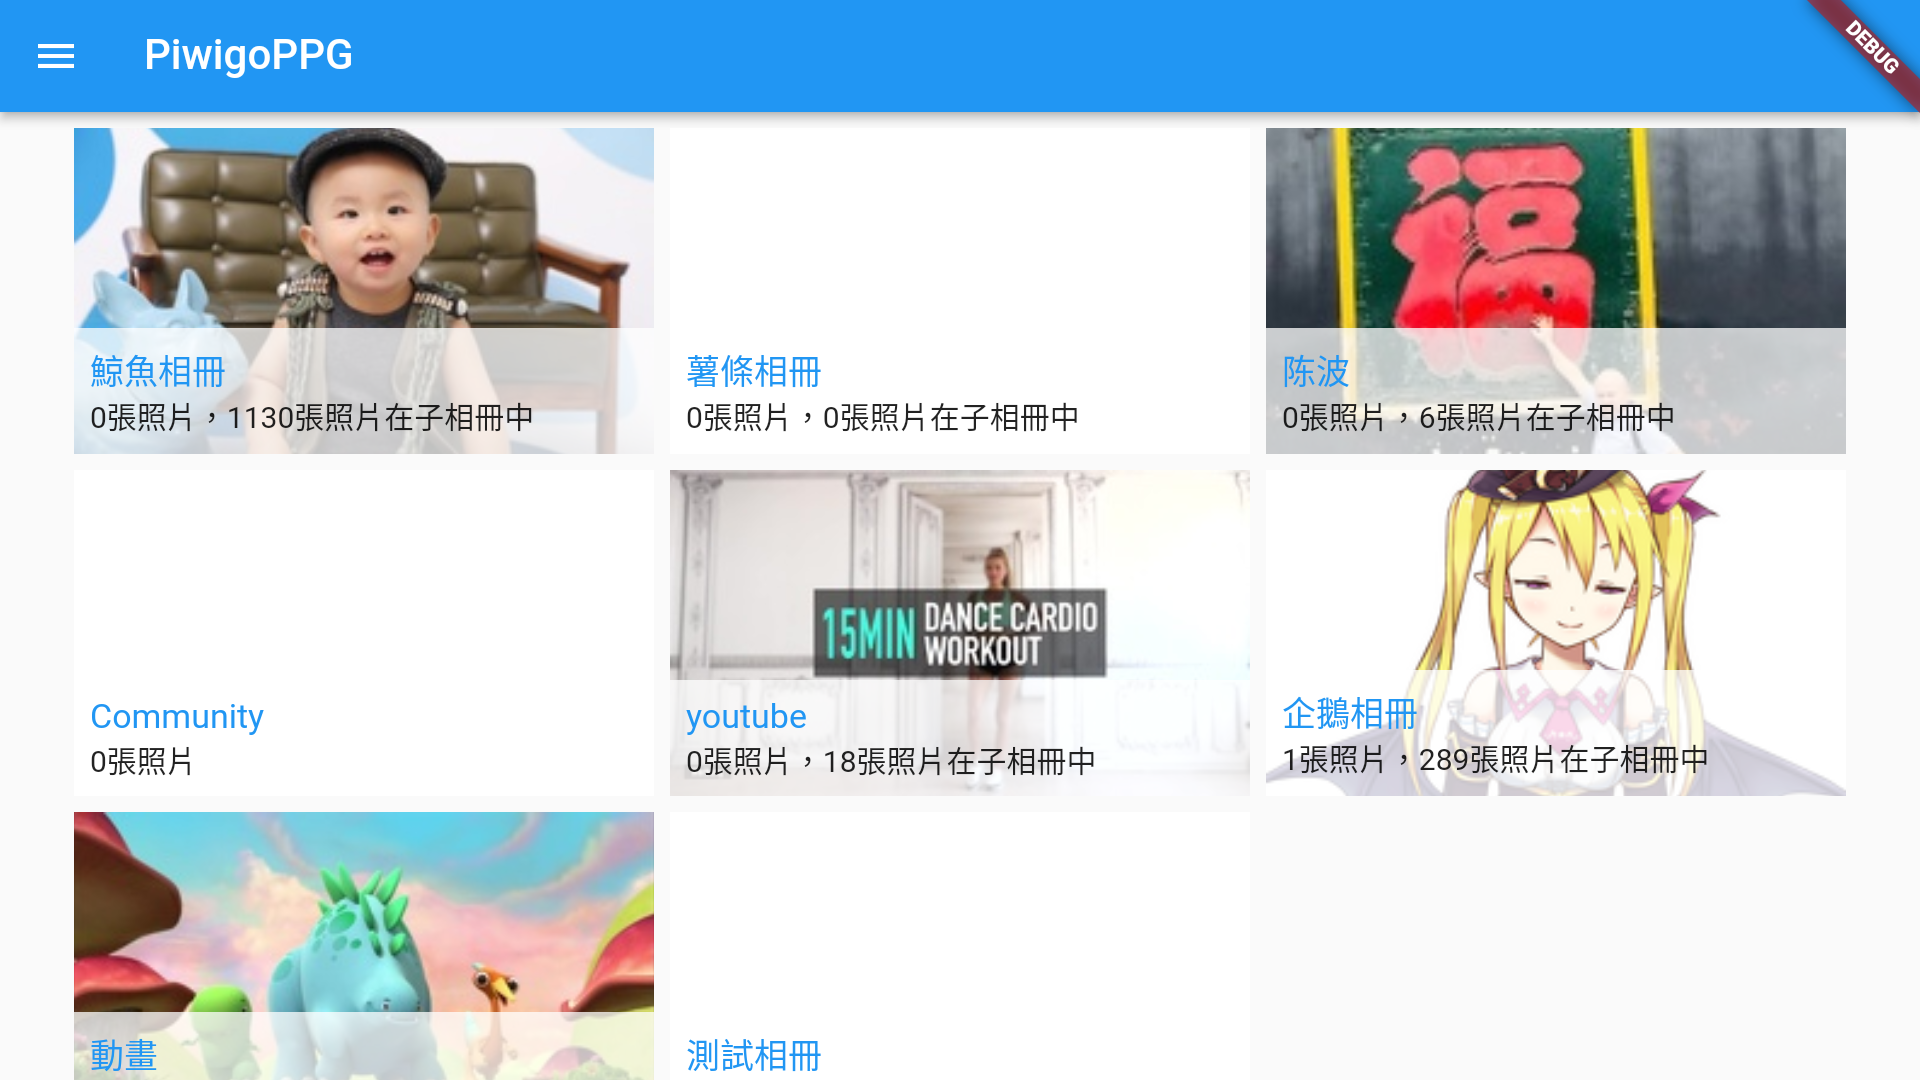 PiwigoPPG
DEBUG
福
鯨魚相冊
0張照片，1130張照片在子相冊中
薯條相冊
0張照片，0張照片在子相冊中
陈波
0張照片，6張照片在子相冊中
Community
0張照片
15MIN DANCE CARDIO
WORKOUT
youtube
0張照片，18張照片在子相冊中
企鵝相冊
1張照片，289張照片在子相冊中
動畫
測試相冊